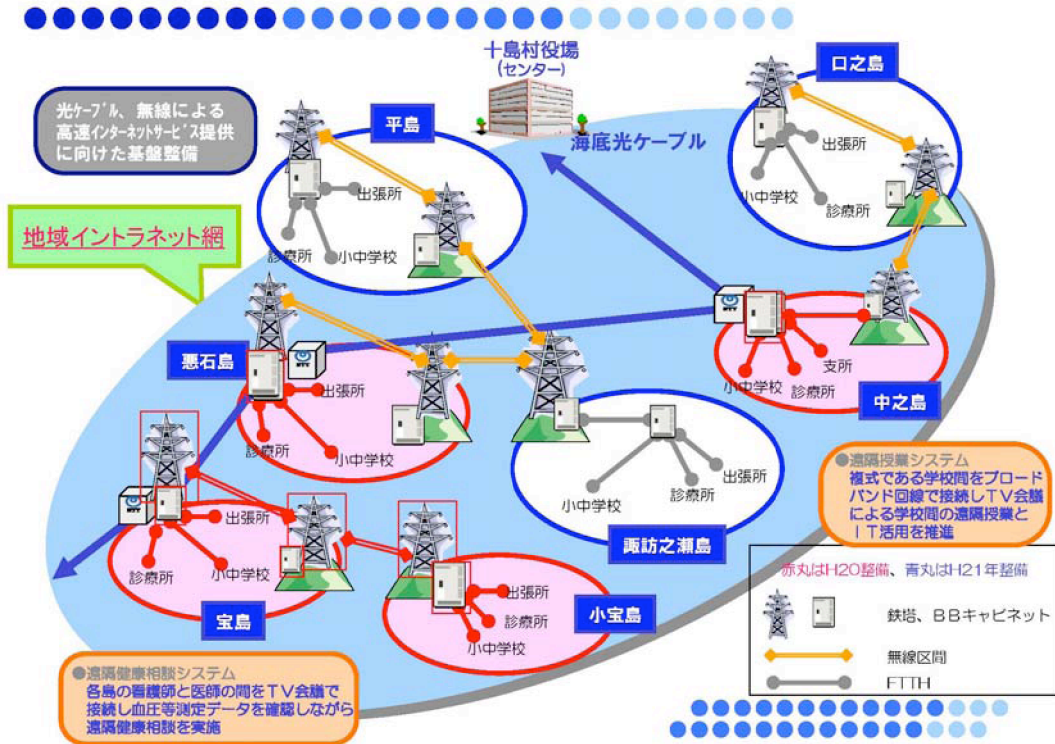 十島村役場
(センター)
口之島
光ケーブル、無線による
高速インターネットサービス提供
に向けた基盤整備
平島
海底光ケーブル
出張所
小中学校
診療所
出張所
診療所
小中学校
地域イントラネット網
悪石島
NTT
NTT
出張所
診療所
小中学校
支所
小中学校
診療所
中之島
出張所
小中学校
診療所
諏訪之瀬島
NTT
出張所
診療所
小中学校
宝島
出張所
診療所
小中学校
小宝島
●遠隔授業システム
複式である学校間をブロード
バンド回線で接続しTV会議
による学校間の遠隔授業と
IT活用を推進
赤丸はH20整備、青丸はH21年整備
鉄塔、BBキャビネット
無線区間
FTTH
●遠隔健康相談システム
各島の看護師と医師の間をTV会議で
接続し血圧等測定データを確認しながら
遠隔健康相談を実施